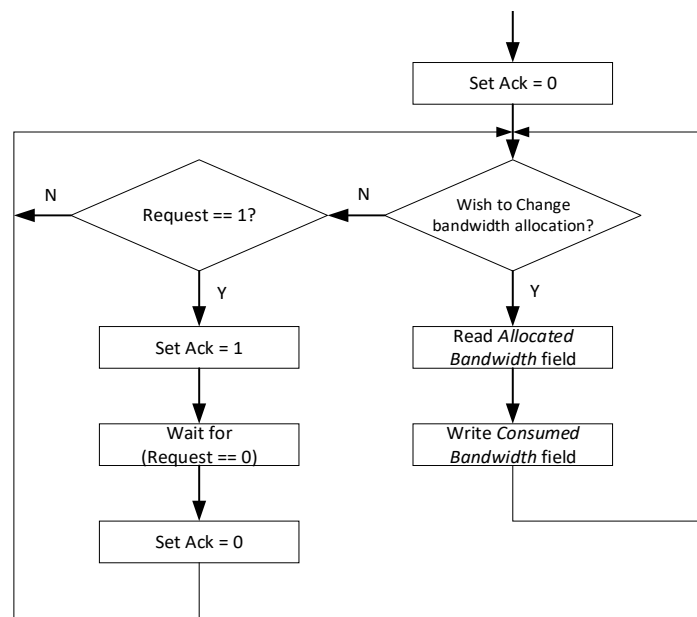 Set Ack = 0
N
Request == 1?
N
Wish to Change
bandwidth allocation?
Y
Y
Set Ack = 1
Read Allocated
Bandwidth field
Wait for
(Request == 0)
Write Consumed
Bandwidth field
Set Ack = 0